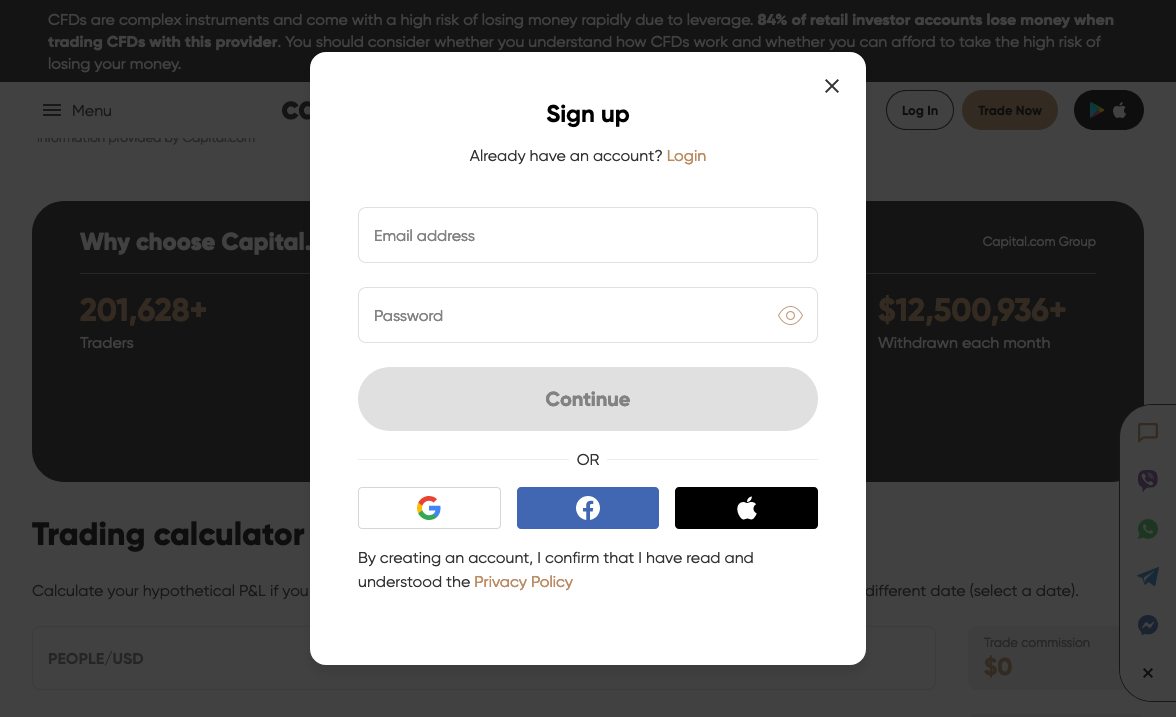 CFDs are complex instruments and come with a high risk of losing money rapidly due to leverage. 84% of retail investor accounts lose money when
trading CFDs with this provider. You should consider whether you understand how CFDs work and whether you can afford to take the high risk of
losing your money.
Menu
Log In
Trade Now
information provided by Capital.com
Sign up
Already have an account? Login
Email address
Password
Continue
OR
By creating an account, I confirm that I have read and
understood the Privacy Policy
Why choose Capital.
Capital.com Group
201,628+
Traders
$12,500,936+
Withdrawn each month
Trading calculator
Calculate your hypothetical P&L if you
different date (select a date).
PEOPLE/USD
Trade commission
$0